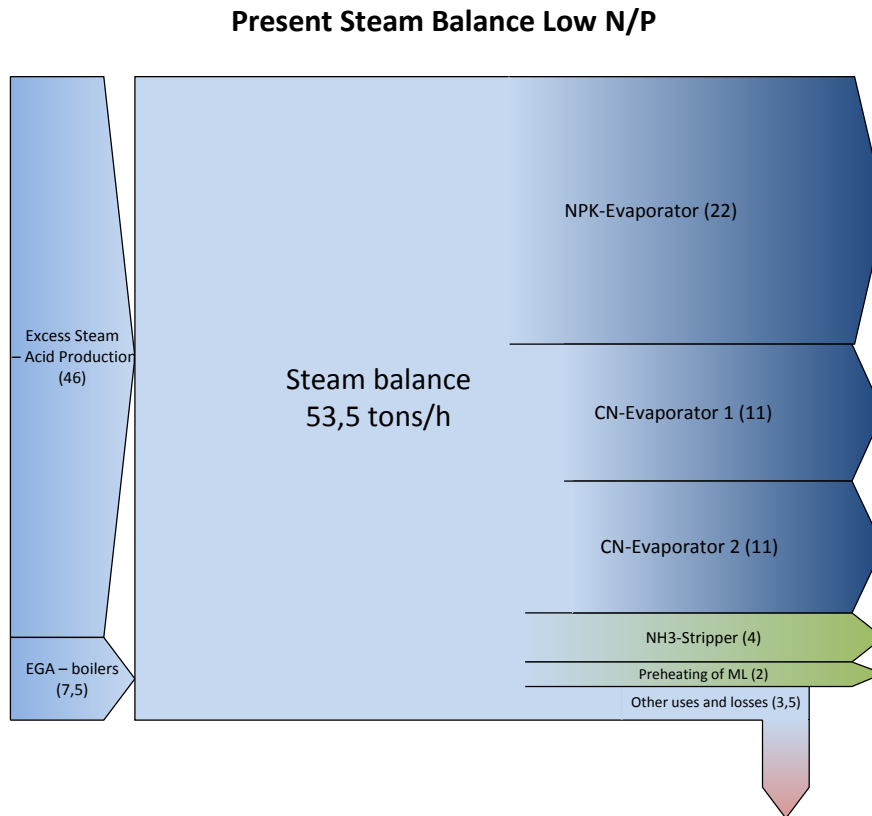 Present Steam Balance Low N/P
NPK-Evaporator (22)
Excess Steam
– Acid Production
(46)
Steam balance
53,5 tons/h
CN-Evaporator 1 (11)
CN-Evaporator 2 (11)
NH3-Stripper (4)
EGA – boilers
(7,5)
Preheating of ML (2)
Other uses and losses (3,5)